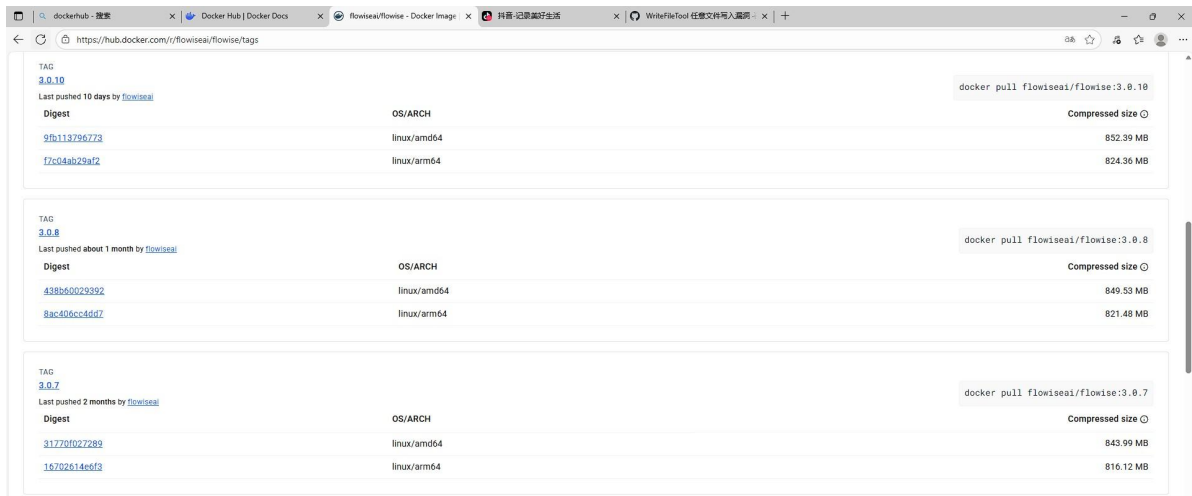 dockerhub - 搜索
Docker Hub | Docker Docs
flowiseai/flowise - Docker Image
抖音-记录美好生活
WriteFileTool 任意文件写入漏洞 -
https://hub.docker.com/r/flowiseai/flowise/tags
TAG
3.0.10
Last pushed 10 days by flowiseai
docker pull flowiseai/flowise:3.0.10
Digest OS/ARCH Compressed size
9fb113796773 linux/amd64 852.39 MB
f7c04ab29af2 linux/arm64 824.36 MB
TAG
3.0.8
Last pushed about 1 month by flowiseai
docker pull flowiseai/flowise:3.0.8
Digest OS/ARCH Compressed size
438b60029392 linux/amd64 849.53 MB
8ac406cc4dd7 linux/arm64 821.48 MB
TAG
3.0.7
Last pushed 2 months by flowiseai
docker pull flowiseai/flowise:3.0.7
Digest OS/ARCH Compressed size
31770f027289 linux/amd64 843.99 MB
16702614e6f3 linux/arm64 816.12 MB